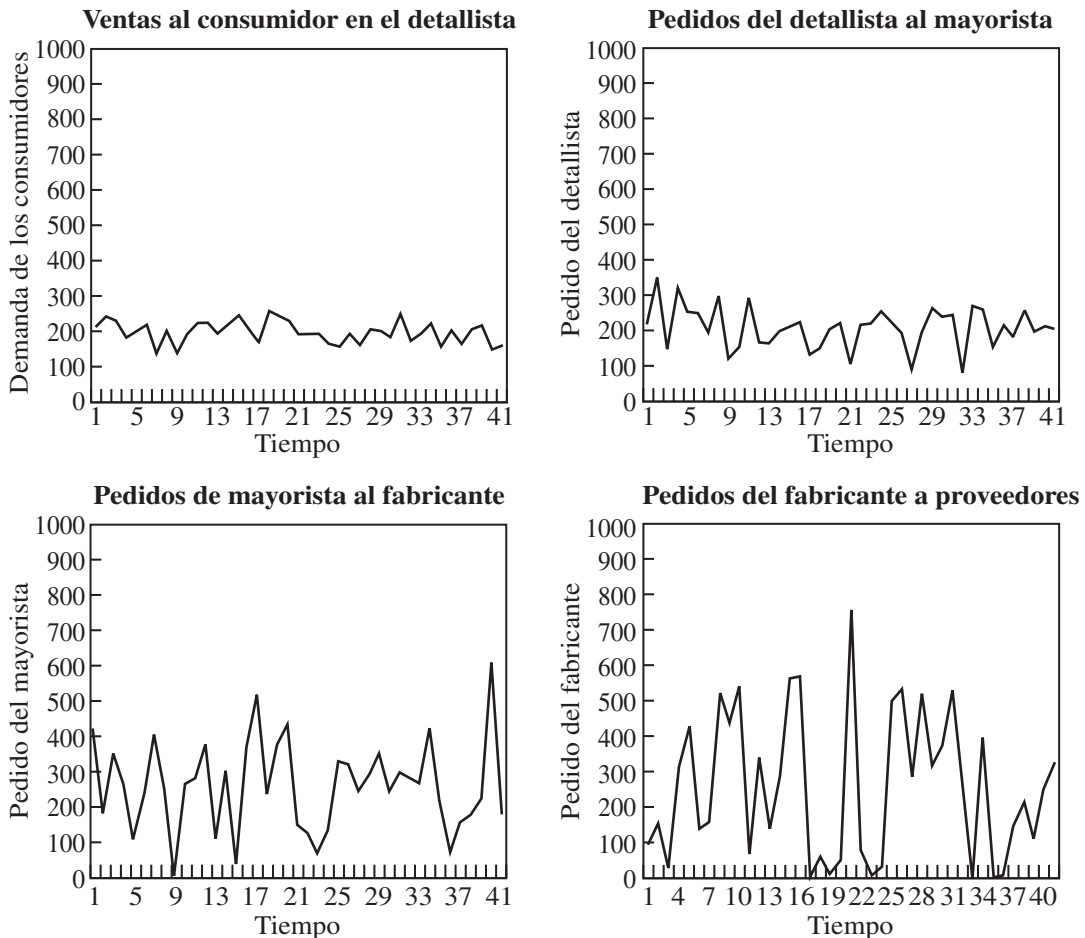 Ventas al consumidor en el detallista
Demanda de los consumidores
1000
900
800
700
600
500
400
300
200
100
0
1 5 9 13 17 21 25 29 33 37 41
Tiempo
Pedidos del detallista al mayorista
Pedido del detallista
1000
900
800
700
600
500
400
300
200
100
0
1 5 9 13 17 21 25 29 33 37 41
Tiempo
Pedidos de mayorista al fabricante
Pedido del mayorista
1000
900
800
700
600
500
400
300
200
100
0
1 5 9 13 17 21 25 29 33 37 41
Tiempo
Pedidos del fabricante a proveedores
Pedido del fabricante
1000
900
800
700
600
500
400
300
200
100
0
1 4 7 10 13 16 19 22 25 28 31 34 37 40
Tiempo